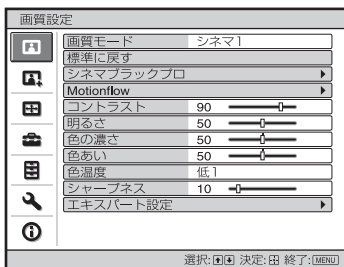 画質設定
画質モード シネマ1
標準に戻す
シネマブラックプロ
Motionflow
コントラスト 90
明るさ 50
色の濃さ 50
色あい 50
色温度 低1
シャープネス 10
エキスパート設定
選択: 決定: 終了:MENU